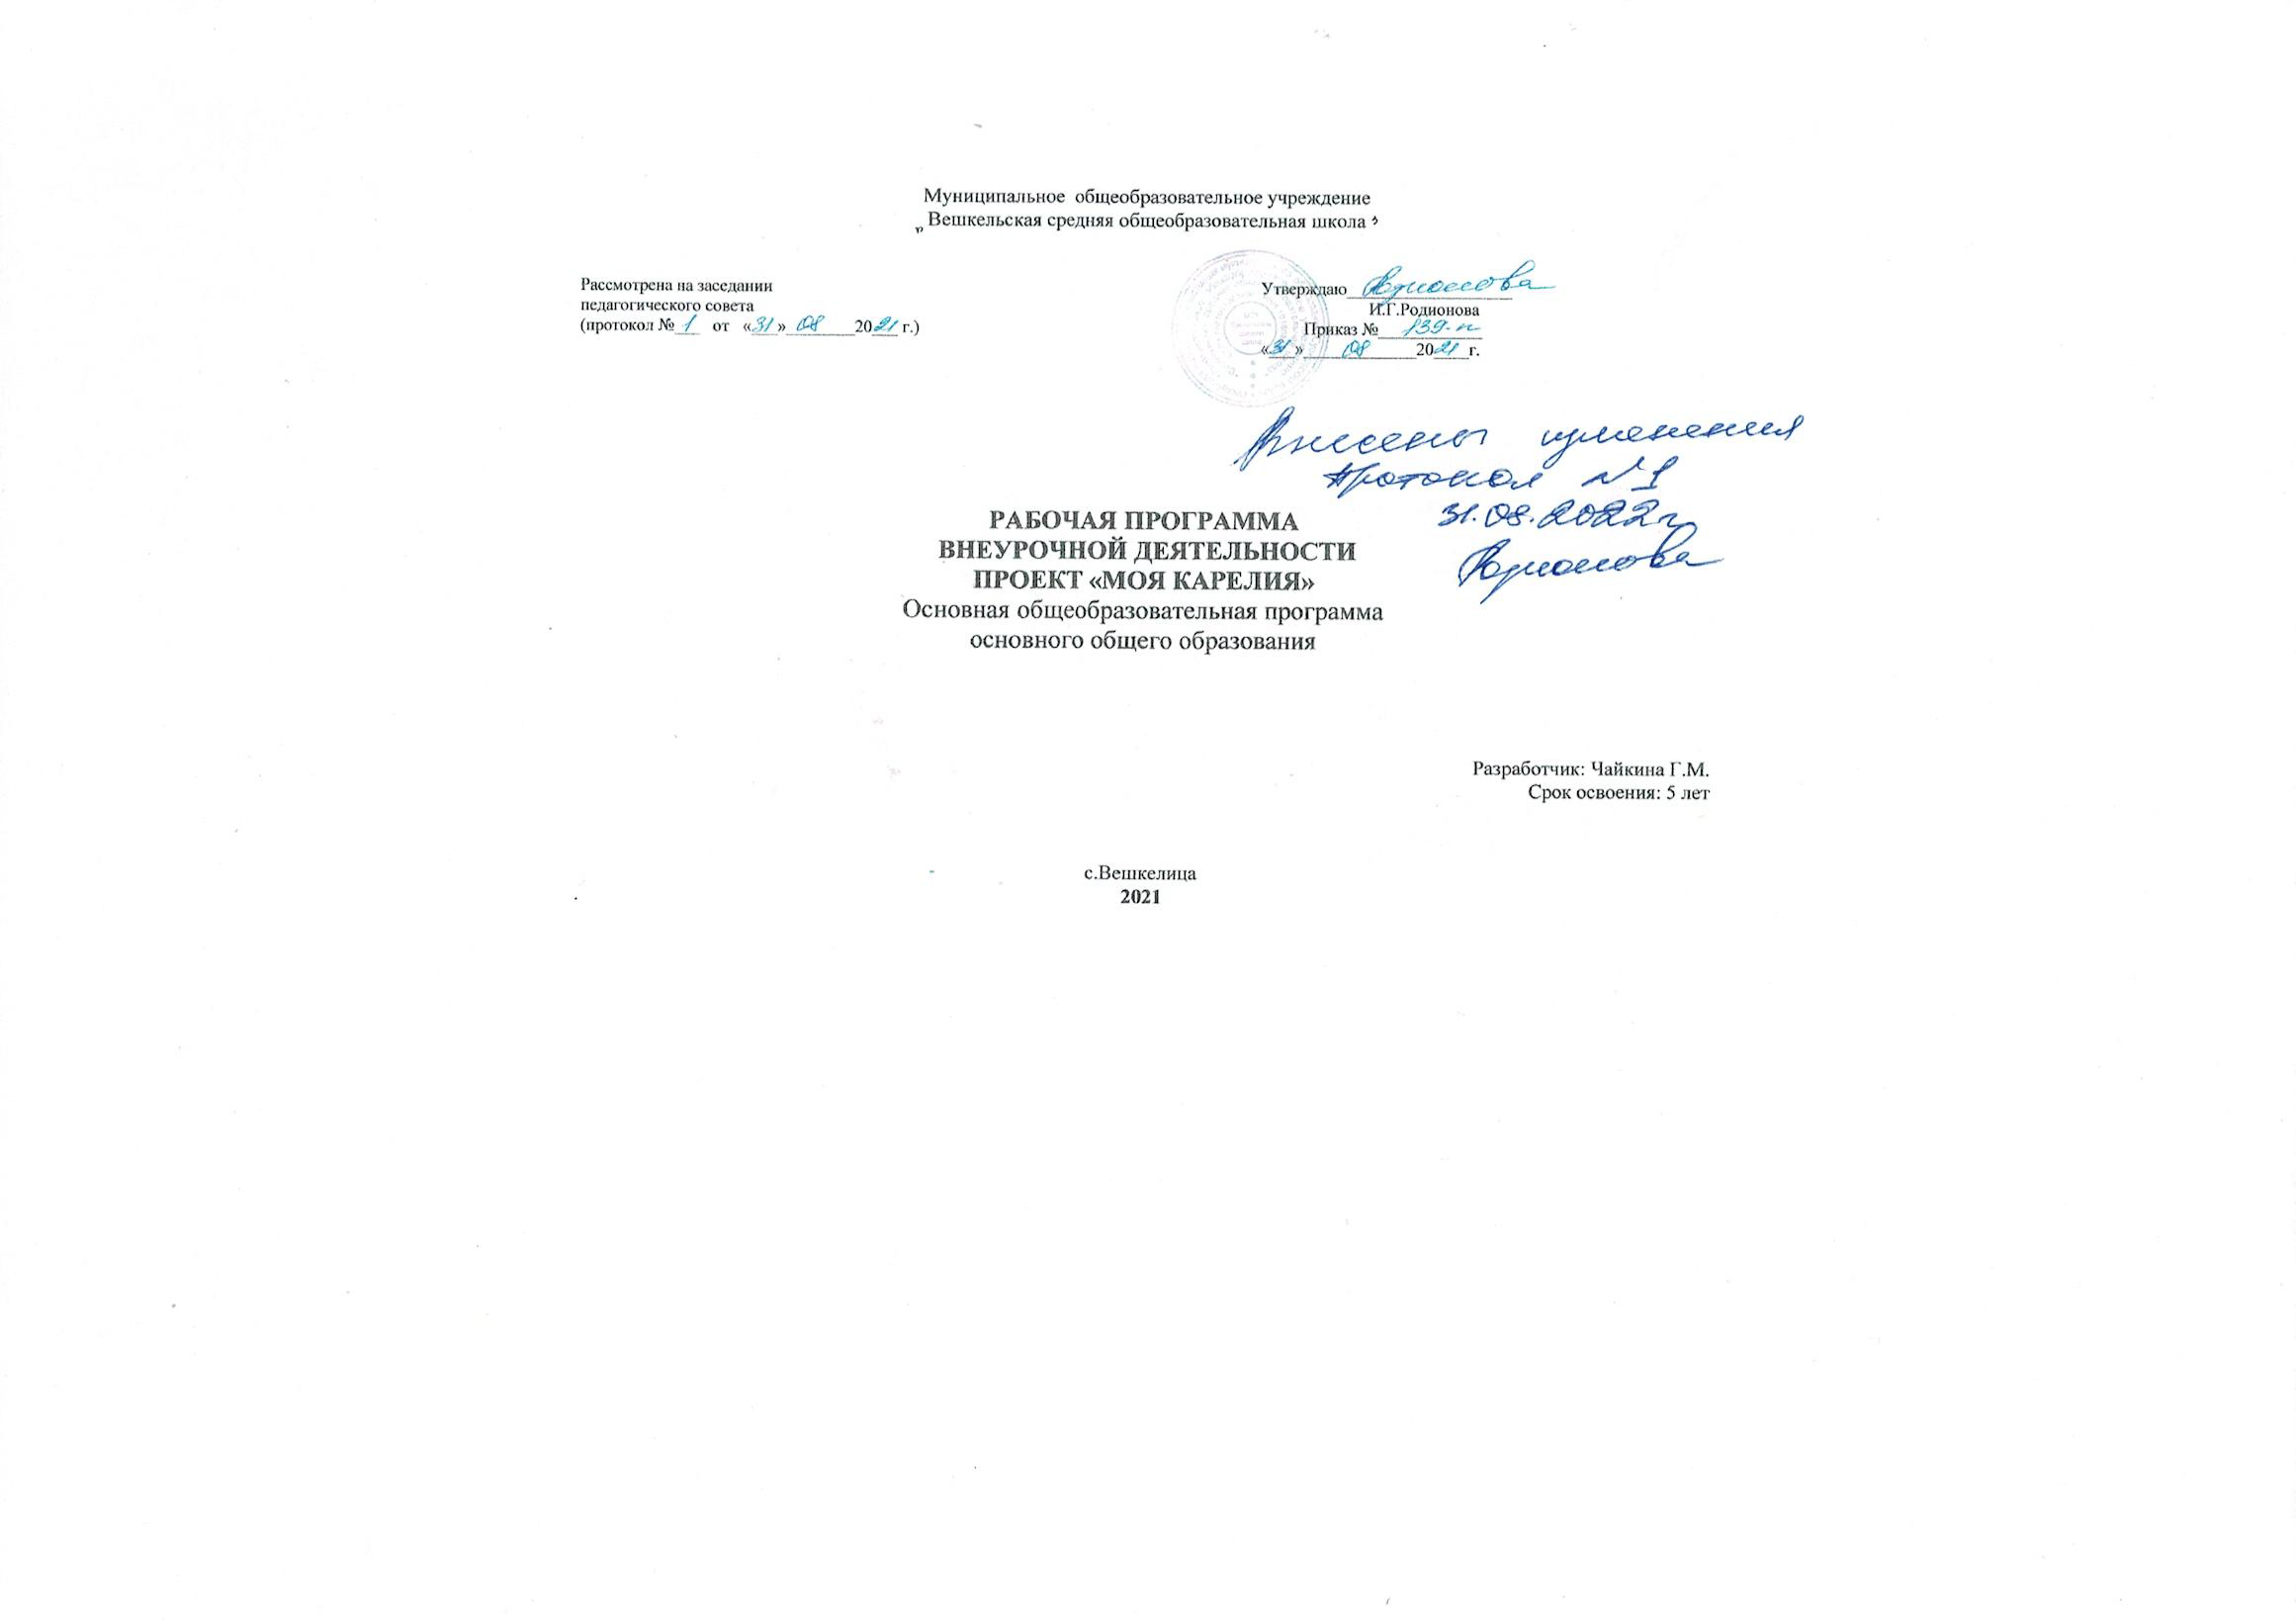 Муниципальное общеобразовательное учреждение
" Вешкельская средняя общеобразовательная школа "
Рассмотрена на заседании
педагогического совета
(протокол № 1 от «31» 08 2021 г.)
Утверждаю Родионова
И.Г.Родионова
Приказ № 139-п
«31» 08 2021 г.
Внесены изменения
Протокол №1
31.08.2022г
Родионова
РАБОЧАЯ ПРОГРАММА
ВНЕУРОЧНОЙ ДЕЯТЕЛЬНОСТИ
ПРОЕКТ «МОЯ КАРЕЛИЯ»
Основная общеобразовательная программа
основного общего образования
Разработчик: Чайкина Г.М.
Срок освоения: 5 лет
с.Вешкелица
2021